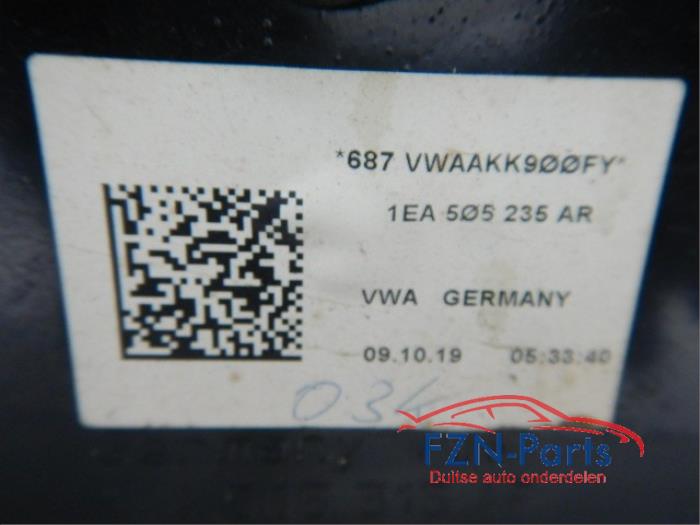 *687 VWAAKK9ØØFY*
1EA 5Ø5 235 AR
VWA GERMANY
09.10.19 05:33:40
034
FZN-Parts
Duitse auto onderdelen